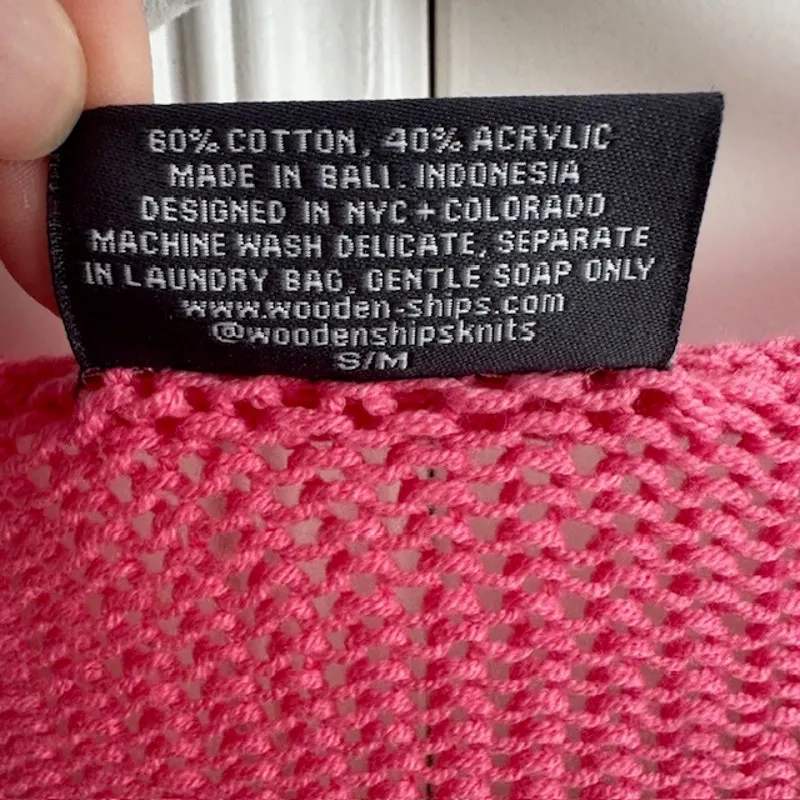 60% COTTON, 40% ACRYLIC
MADE IN BALI. INDONESIA
DESIGNED IN NYC+COLORADO
MACHINE WASH DELICATE, SEPARATE
IN LAUNDRY BAG. GENTLE SOAP ONLY
www.wooden-ships.com
@woodenshipsknits
S/M